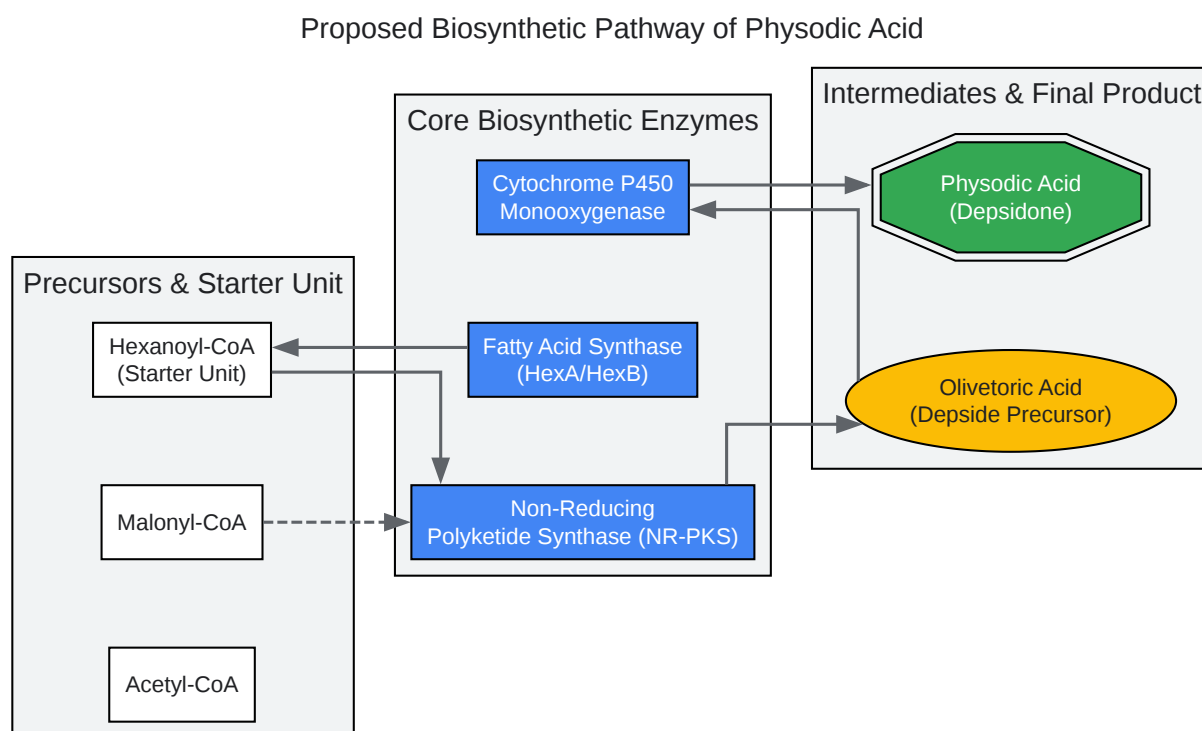 Proposed Biosynthetic Pathway of Physodic Acid
Precursors & Starter Unit
Hexanoyl-CoA
(Starter Unit)
Malonyl-CoA
Acetyl-CoA
Core Biosynthetic Enzymes
Cytochrome P450
Monooxygenase
Fatty Acid Synthase
(HexA/HexB)
Non-Reducing
Polyketide Synthase (NR-PKS)
Intermediates & Final Product
Physodic Acid
(Depsidone)
Olivetoric Acid
(Depside Precursor)